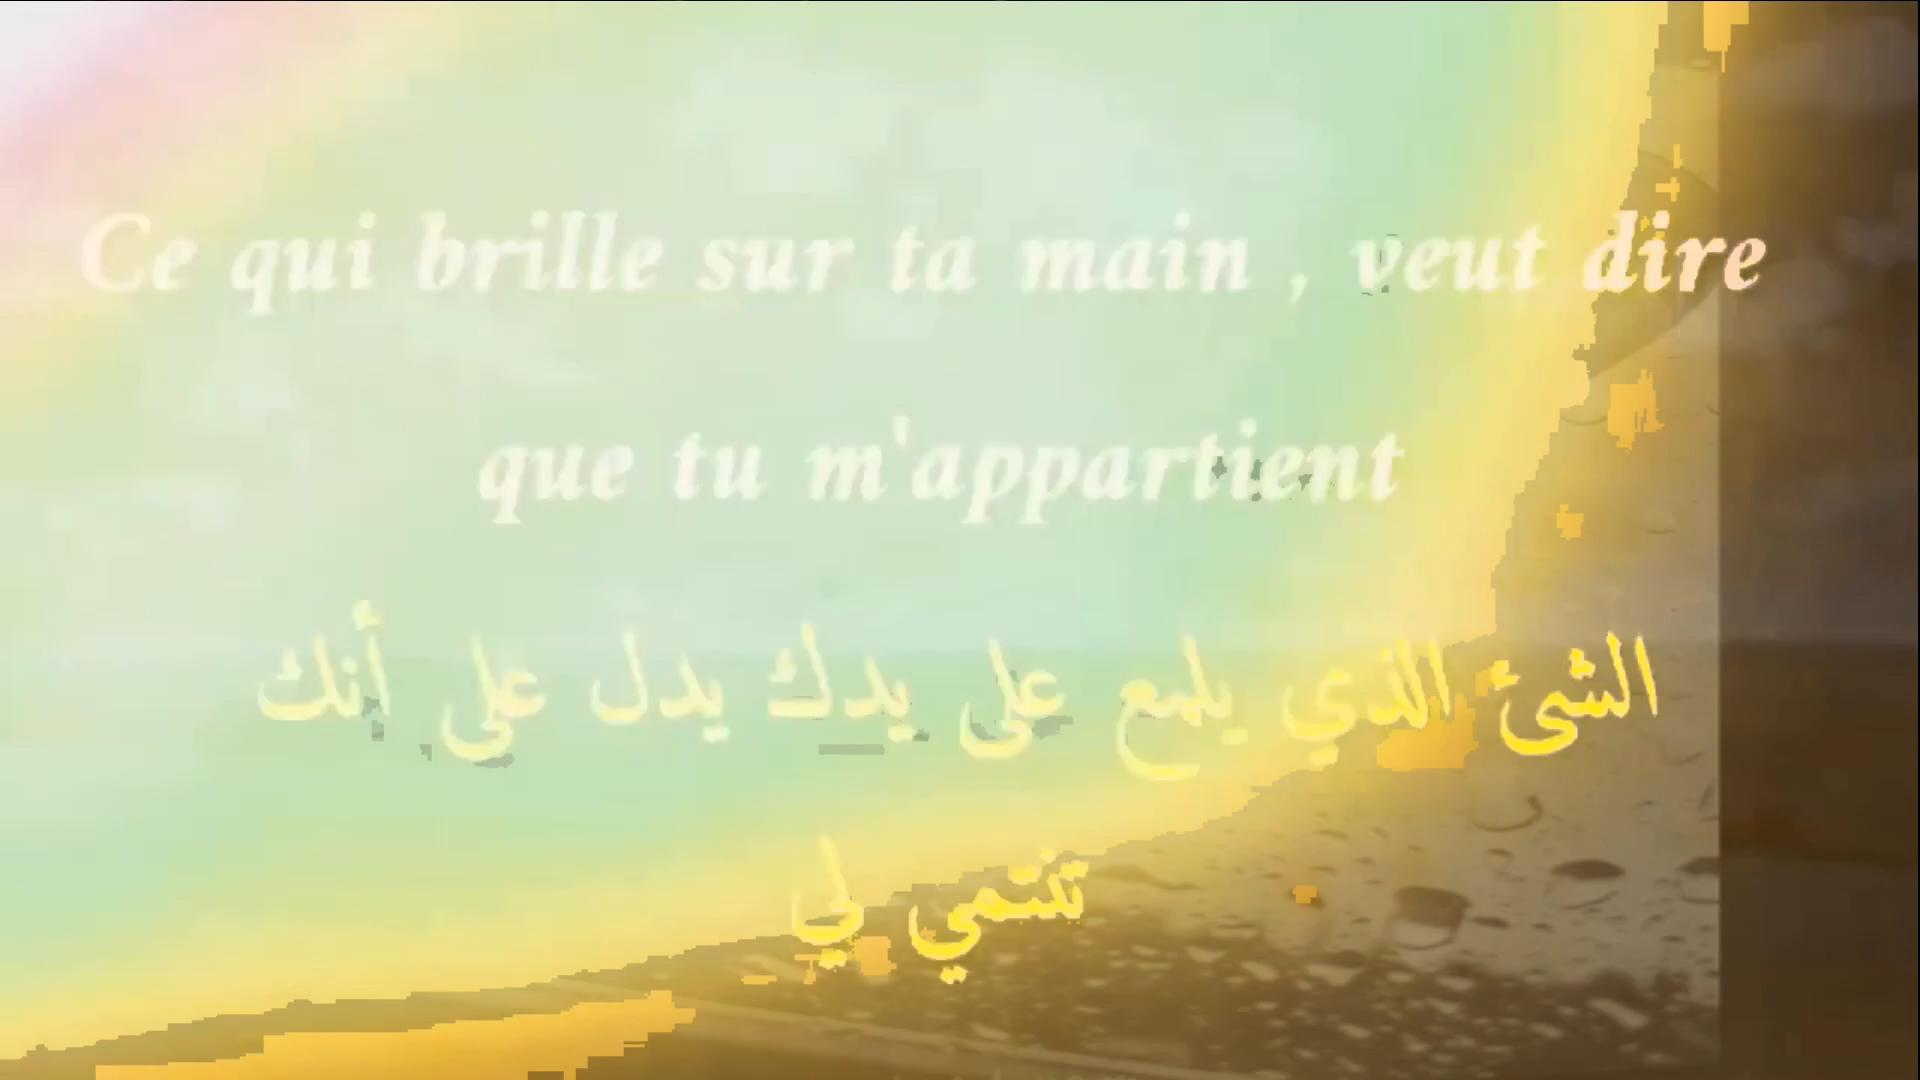 Ce qui brille sur ta main , veut dire
que tu m'appartient
الشئ الذي يلمع على يدك يدل على أنك
تنتمي لي